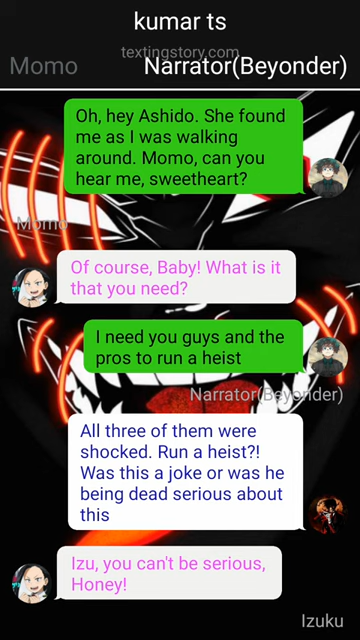 kumar ts
textingstory.com
Momo
Narrator(Beyonder)
Oh, hey Ashido. She found
me as I was walking
around. Momo, can you
hear me, sweetheart?
Momo
Of course, Baby! What is it
that you need?
I need you guys and the
pros to run a heist
Narrator(Beyonder)
All three of them were
shocked. Run a heist?!
Was this a joke or was he
being dead serious about
this
Izu, you can't be serious,
Honey!
Izuku